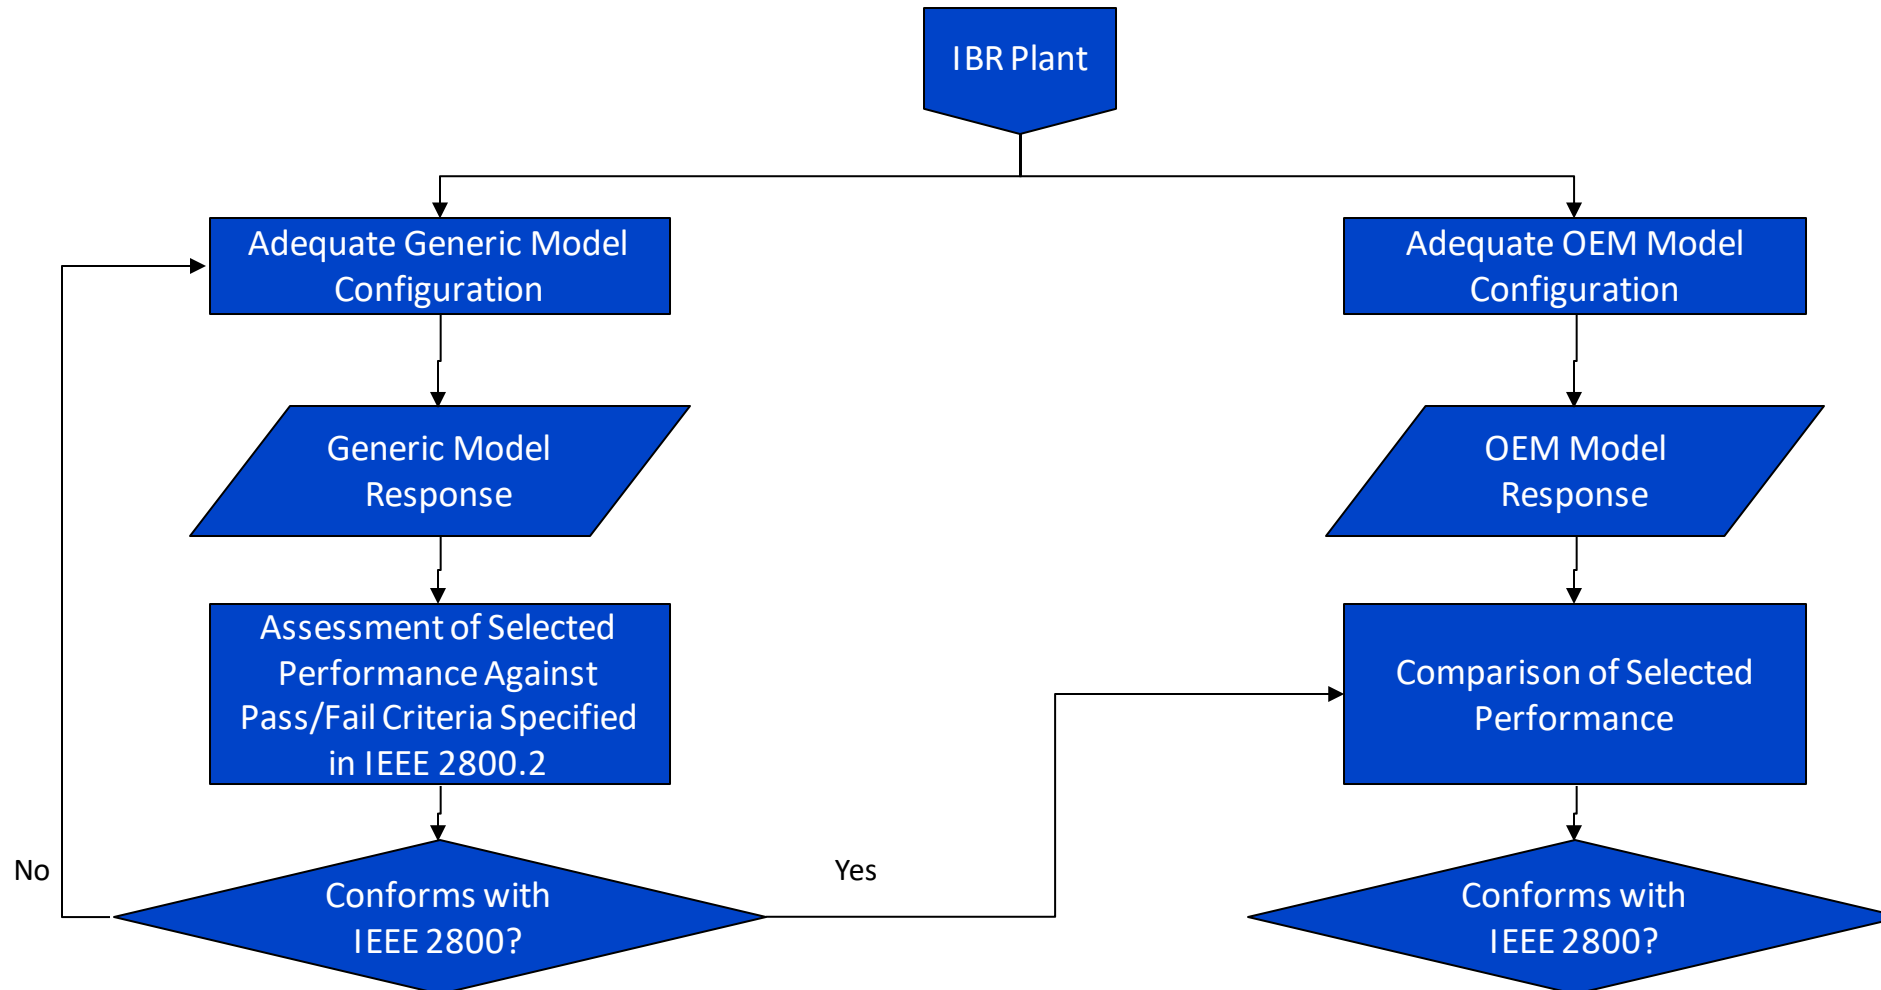 IBR Plant
Adequate Generic Model
Configuration
Adequate OEM Model
Configuration
Generic Model
Response
OEM Model
Response
Assessment of Selected
Performance Against
Pass/Fail Criteria Specified
in IEEE 2800.2
Comparison of Selected
Performance
No
Yes
Conforms with
IEEE 2800?
Conforms with
IEEE 2800?